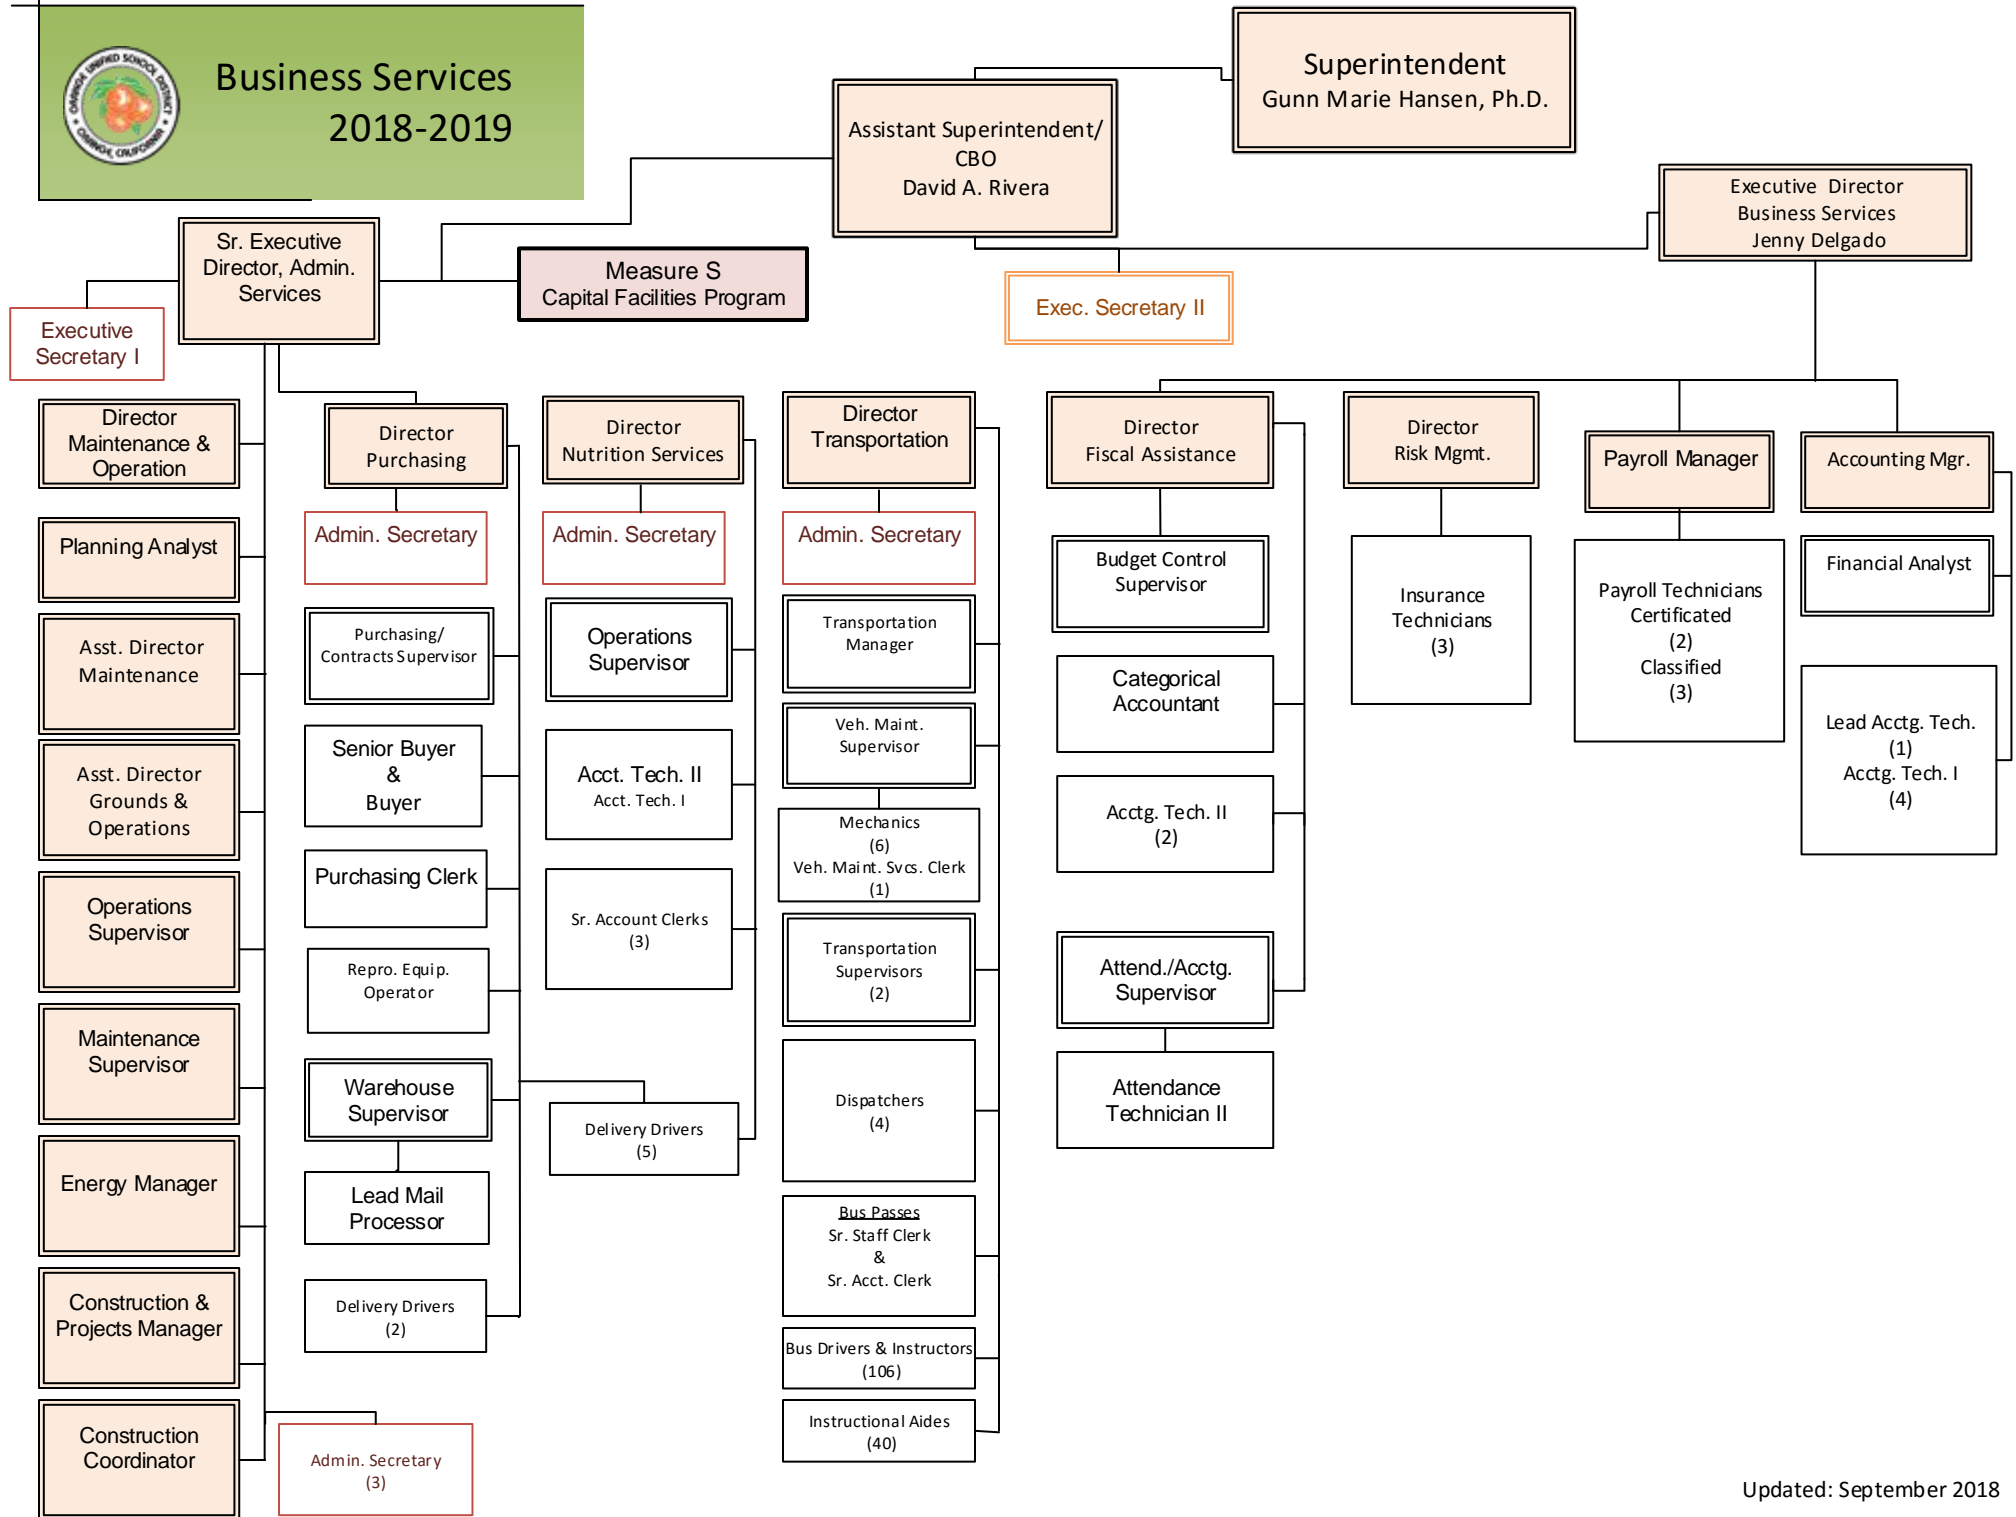 ORANGE UNIFIED SCHOOL DISTRICT
ORANGE, CALIFORNIA
Business Services
2018-2019
Superintendent
Gunn Marie Hansen, Ph.D.
Assistant Superintendent/
CBO
David A. Rivera
Executive Director
Business Services
Jenny Delgado
Sr. Executive
Director, Admin.
Services
Measure S
Capital Facilities Program
Exec. Secretary II
Executive
Secretary I
Director
Maintenance &
Operation
Planning Analyst
Asst. Director
Maintenance
Asst. Director
Grounds &
Operations
Operations
Supervisor
Maintenance
Supervisor
Energy Manager
Construction &
Projects Manager
Construction
Coordinator
Admin. Secretary
(3)
Director
Purchasing
Admin. Secretary
Purchasing/
Contracts Supervisor
Senior Buyer
&
Buyer
Purchasing Clerk
Repro. Equip.
Operator
Warehouse
Supervisor
Lead Mail
Processor
Delivery Drivers
(2)
Director
Nutrition Services
Admin. Secretary
Operations
Supervisor
Acct. Tech. II
Acct. Tech. I
Sr. Account Clerks
(3)
Delivery Drivers
(5)
Director
Transportation
Admin. Secretary
Transportation
Manager
Veh. Maint.
Supervisor
Mechanics
(6)
Veh. Maint. Svcs. Clerk
(1)
Transportation
Supervisors
(2)
Dispatchers
(4)
Bus Passes
Sr. Staff Clerk
&
Sr. Acct. Clerk
Bus Drivers & Instructors
(106)
Instructional Aides
(40)
Director
Fiscal Assistance
Budget Control
Supervisor
Categorical
Accountant
Acctg. Tech. II
(2)
Attend./Acctg.
Supervisor
Attendance
Technician II
Director
Risk Mgmt.
Insurance
Technicians
(3)
Payroll Manager
Payroll Technicians
Certificated
(2)
Classified
(3)
Accounting Mgr.
Financial Analyst
Lead Acctg. Tech.
(1)
Acctg. Tech. I
(4)
Updated: September 2018